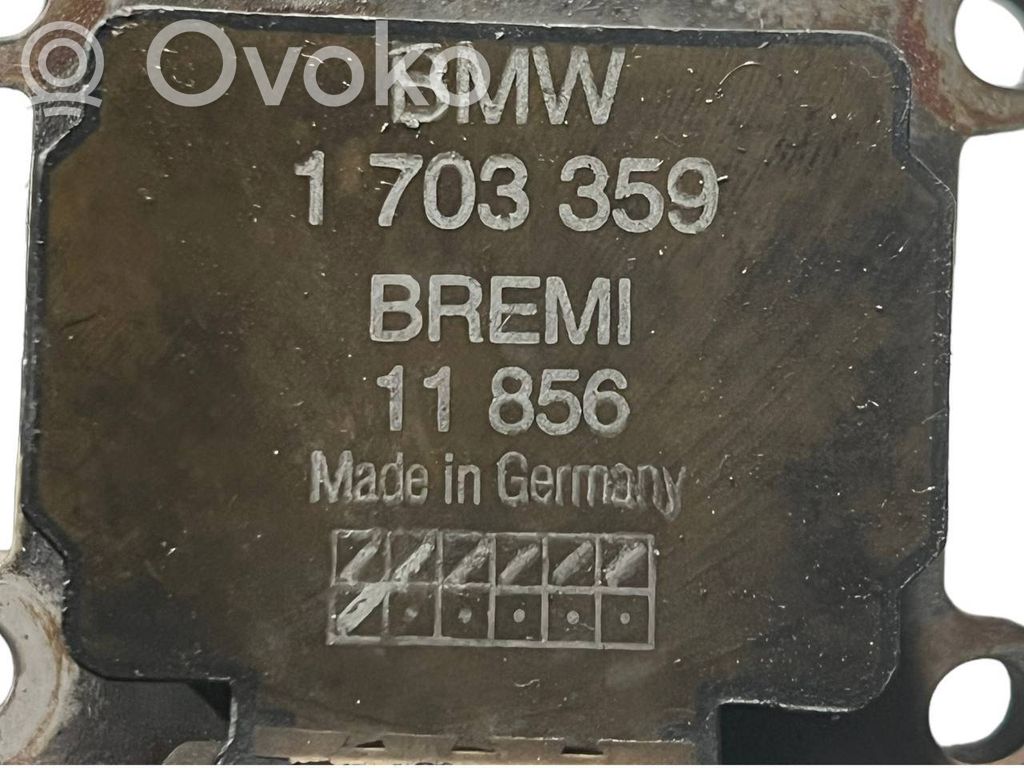 Ovoko
BMW
1 703 359
BREMI
11 856
Made in Germany